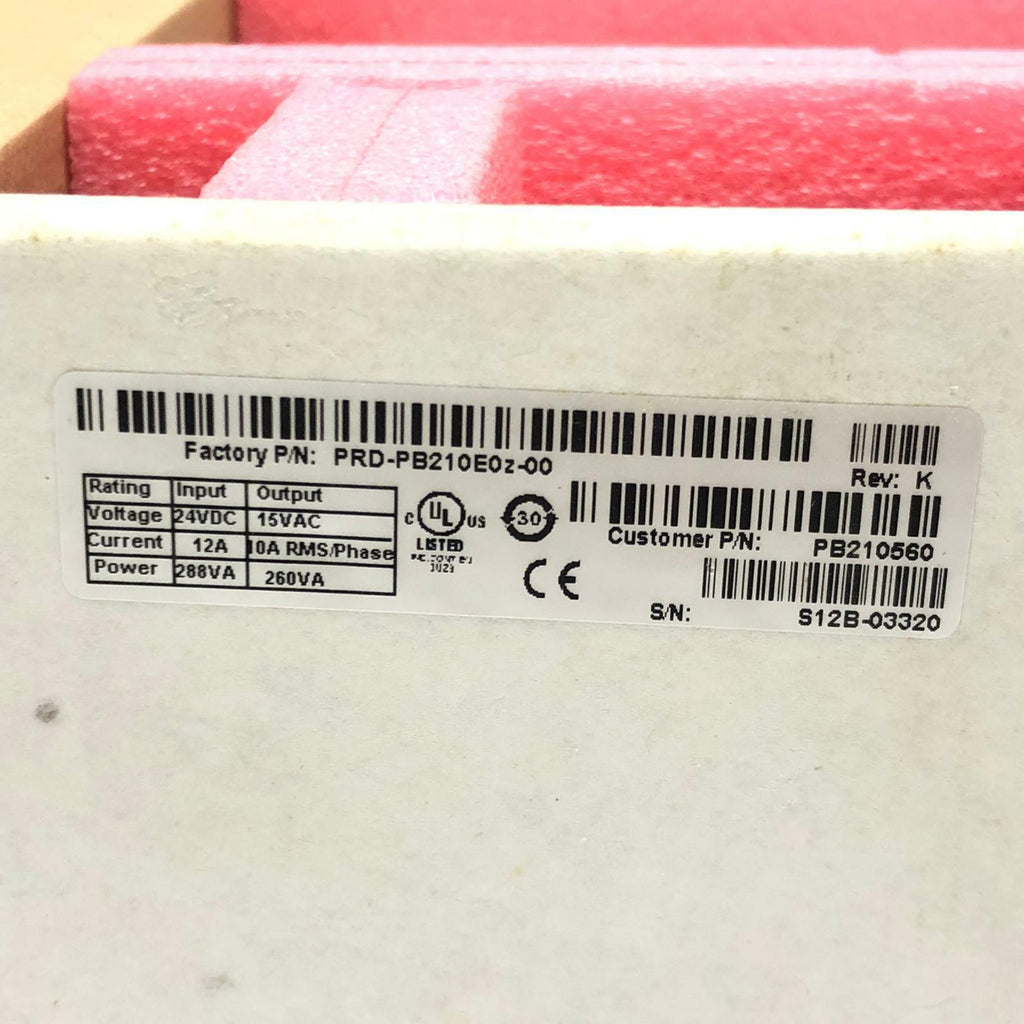 Factory P/N: PRD-PB210E0z-00
Rev: K
Rating Input Output
Voltage 24VDC 15VAC
Current 12A 10A RMS/Phase
Power 288VA 260VA
C UL US
LISTED
30
Customer P/N: PB210560
CE
S/N: S12B-03320